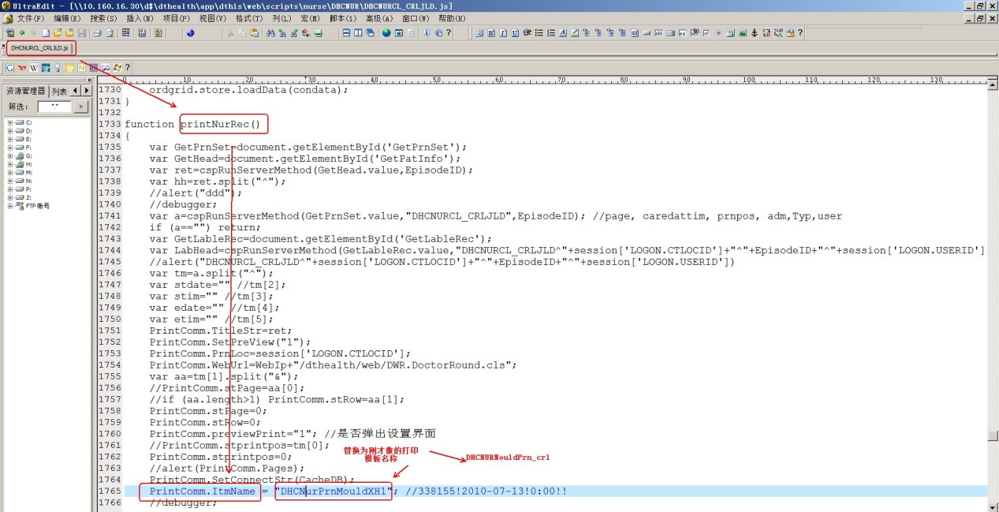 UltraEdit - [\\10.160.16.30\d$\dthealth\app\dthis\web\scripts\nurse\DHCNUR\DHCNURCL_CRLJLD.js]
文件(F) 编辑(E) 搜索(S) 插入(N) 项目(P) 视图(V) 格式(T) 列(L) 宏(M) 脚本(i) 高级(A) 窗口(W) 帮助(H)
DHCNURCL_CRLJLD.js
资源管理器 列表
筛选： *.* >
C:
D:
E:
F:
G:
H:
M:
N:
P:
Z:
FTP 帐号
0 10 20 30 40 50 60 70 80 90 100 110 120 130
1730 ordgrid.store.loadData(condata);
1731 }
1732
1733 function printNurRec()
1734 {
1735 var GetPrnSet=document.getElementById('GetPrnSet');
1736 var GetHead=document.getElementById('GetPatInfo');
1737 var ret=cspRunServerMethod(GetHead.value,EpisodeID);
1738 var hh=ret.split("^");
1739 //alert("ddd");
1740 //debugger;
1741 var a=cspRunServerMethod(GetPrnSet.value,"DHCNURCL_CRLJLD",EpisodeID); //page, caredattim, prnpos, adm,Typ,user
1742 if (a=="") return;
1743 var GetLableRec=document.getElementById('GetLableRec');
1744 var LabHead=cspRunServerMethod(GetLableRec.value,"DHCNURCL_CRLJLD^"+session['LOGON.CTLOCID']+"^"+EpisodeID+"^"+session['LOGON.USERID']
1745 //alert("DHCNURCL_CRLJLD^"+session['LOGON.CTLOCID']+"^"+EpisodeID+"^"+session['LOGON.USERID'])
1746 var tm=a.split("^");
1747 var stdate="" //tm[2];
1748 var stim="" //tm[3];
1749 var edate="" //tm[4];
1750 var etim="" //tm[5];
1751 PrintComm.TitleStr=ret;
1752 PrintComm.SetPreView("1");
1753 PrintComm.PrnLoc=session['LOGON.CTLOCID'];
1754 PrintComm.WebUrl=WebIp+"/dthealth/web/DWR.DoctorRound.cls";
1755 var aa=tm[1].split("&");
1756 //PrintComm.stPage=aa[0];
1757 //if (aa.length>1) PrintComm.stRow=aa[1];
1758 PrintComm.stPage=0;
1759 PrintComm.stRow=0;
1760 PrintComm.previewPrint="1"; //是否弹出设置界面
1761 //PrintComm.stprintpos=tm[0];
1762 PrintComm.stprintpos=0;
1763 //alert(PrintComm.Pages);
1764 PrintComm.SetConnectStr(CacheDB);
1765 PrintComm.ItmName = "DHCNurPrnMouldXH1"; //338155!2010-07-13!0:00!!
1766 //debugger;
替换为刚才做的打印
模板名称
DHCNURMouldPrn_crl